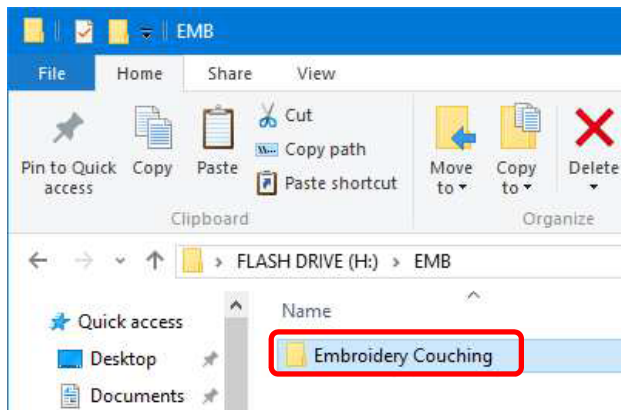 EMB
File Home Share View
Pin to Quick access
Copy
Paste
Cut
Copy path
Paste shortcut
Move to
Copy to
Delete
Clipboard
Organize
FLASH DRIVE (H:) > EMB
Quick access
Desktop
Documents
Name
Embroidery Couching